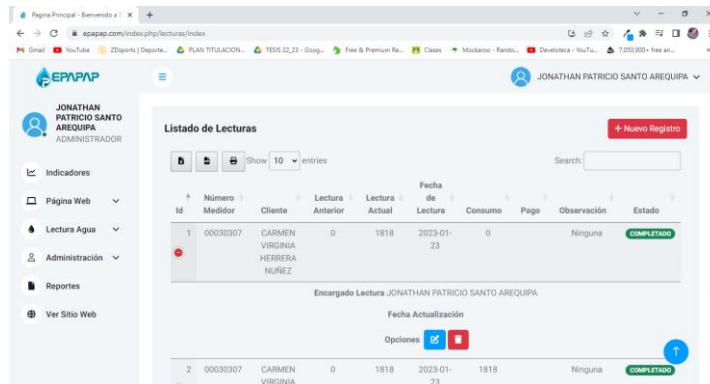 Pagina Principal - Bienvenido a l
epapap.com/index.php/lecturas/index
Gmail YouTube ZDsports | Deporte... PLAN TITULACION... TESIS 22_23 - Goog... Free & Premium Re... Clases Mockaroo - Rando... Develoteca - YouTu... 7,050,000+ free an...
EPAPAP
JONATHAN PATRICIO SANTO AREQUIPA
JONATHAN
PATRICIO SANTO
AREQUIPA
ADMINISTRADOR
Indicadores
Página Web
Lectura Agua
Administración
Reportes
Ver Sitio Web
Listado de Lecturas
+ Nuevo Registro
Show 10 entries
Search:
Id Número Medidor Cliente Lectura Anterior Lectura Actual Fecha de Lectura Consumo Pago Observación Estado
1 00030307 CARMEN VIRGINIA HERRERA NUÑEZ 0 1818 2023-01-23 0 Ninguna COMPLETADO
Encargado Lectura JONATHAN PATRICIO SANTO AREQUIPA
Fecha Actualización
Opciones
2 00030307 CARMEN VIRGINIA 0 1818 2023-01-23 1818 Ninguna COMPLETADO